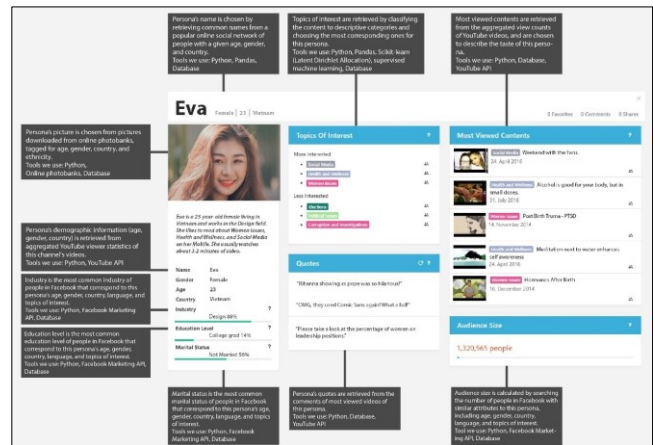 Persona's name is chosen by
retrieving common names from a
popular online social network of
people with a given age, gender,
and country.
Tools we use: Python, Pandas,
Database
Topics of interest are retrieved by classifying
the content to descriptive categories and
choosing the most corresponding ones for
this persona.
Tools we use: Python, Pandas, Scikit-learn
(Latent Dirichlet Allocation), supervised
machine learning, Database
Most viewed contents are retrieved
from the aggregated view counts
of YouTube videos, and are chosen
to describe the taste of this perso-
na.
Tools we use: Python, Database,
YouTube API
Eva
Female | 23 | Vietnam
0 Favorites 0 Comments 0 Shares
Persona's picture is chosen from pictures
downloaded from online photobanks,
tagged for age, gender, country, and
ethnicity.
Tools we use: Python,
Online photobanks, Database
Persona's demographic information (age,
gender, country) is retrieved from
aggregated YouTube viewer statistics of
this channel's videos.
Tools we use: Python, YouTube API
Industry is the most common industry of
people in Facebook that correspond to this
persona's age, gender, country, language, and
topics of interest.
Tools we use: Python, Facebook Marketing
API, Database
Education level is the most common
education level of people in Facebook that
correspond to this persona's age, gender,
country, language, and topics of interest.
Tools we use: Python, Facebook Marketing API,
Database
Eva is a 23-year-old female living in
Vietnam and works in the Design field.
She likes to read about Women Issues,
Health and Wellness, and Social Media
on her Mobile. She usually watches
about 3.2 minutes of video.
Name Eva
Gender Female
Age 23
Country Vietnam
Industry ?
Design 66%
Education Level ?
College grad 14%
Marital Status ?
Not Married 56%
Marital status is the most common
marital status of people in Facebook
that correspond to this persona's age,
gender, country, language, and topics
of interest.
Tools we use: Python, Facebook
Marketing API, Database
Topics Of Interest ?
More Interested
Social Media
Health and Wellness
Women Issues
Less Interested
Elections
Political Issues
Corruption and Investigations
Quotes ?
"Rihanna showing as pope was so hilarious!"
"OMG, they used Comic Sans again! What a hell"
"Please take a look at the percentage of women on
leadership positions."
Persona's quotes are retrieved from the
comments of most viewed videos of
this persona.
Tools we use: Python, Database,
YouTube API
Most Viewed Contents ?
Social Media Weekend with the fans.
24. April 2018
Health and Wellness Alcohol is good for your body, but in
small doses.
31. July 2018
Women Issues Post Birth Truma - PTSD
14. November 2014
Health and Wellness Meditation next to water enhances
self awareness
24. April 2018
Women Issues Hormones After Birth
16. December 2014
Audience Size ?
1,320,565 people
Audience size is calculated by searching
the number of people in Facebook with
similar attributes to this persona,
including age, gender, country,
language, and topics of interest.
Tool we use: Python, Facebook Market-
ing API, Database